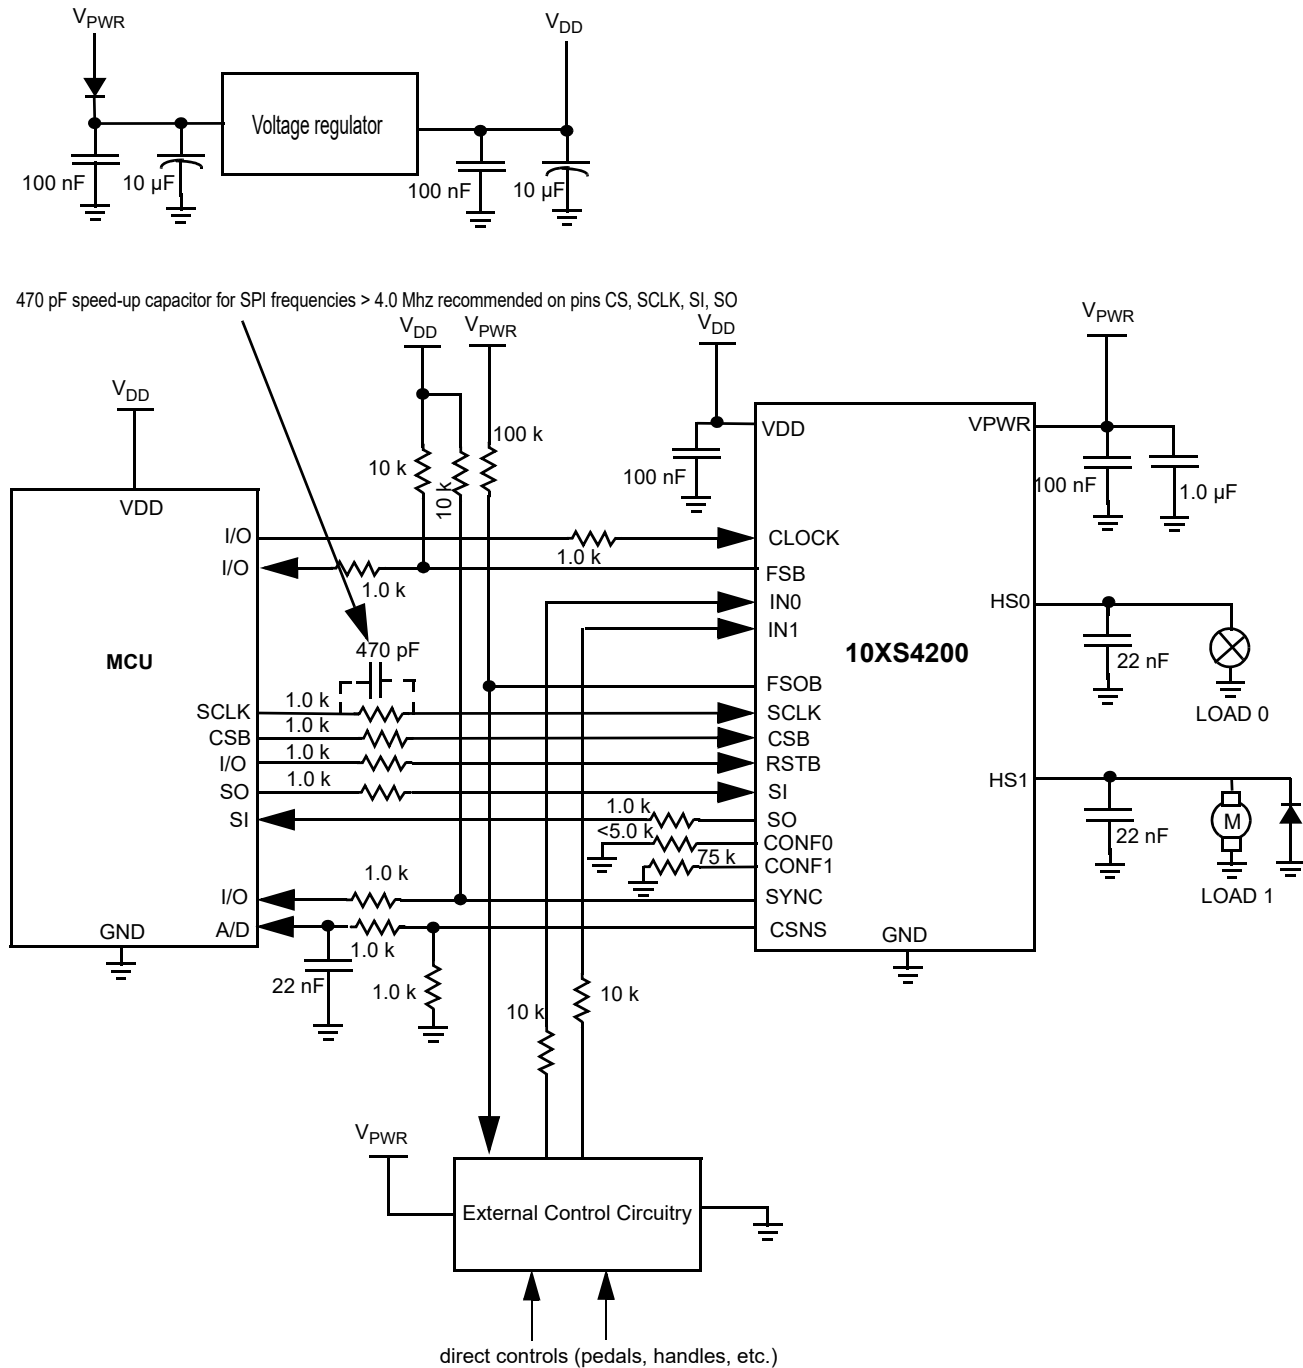 VPWR
VDD
Voltage regulator
100 nF
10 µF
100 nF
10 µF
470 pF speed-up capacitor for SPI frequencies > 4.0 Mhz recommended on pins CS, SCLK, SI, SO
VDD
VPWR
VDD
VPWR
VDD
100 k
10 k
10 k
VDD
100 nF
VPWR
100 nF
1.0 µF
VDD
I/O
1.0 k
CLOCK
I/O
1.0 k
FSB
IN0
HS0
IN1
MCU
470 pF
10XS4200
22 nF
FSOB
LOAD 0
SCLK
1.0 k
SCLK
CSB
1.0 k
CSB
I/O
1.0 k
RSTB
HS1
SO
1.0 k
SI
SI
1.0 k
SO
M
<5.0 k
CONF0
22 nF
75 k
CONF1
1.0 k
I/O
SYNC
LOAD 1
GND
A/D
1.0 k
CSNS
GND
22 nF
1.0 k
10 k
10 k
VPWR
External Control Circuitry
direct controls (pedals, handles, etc.)